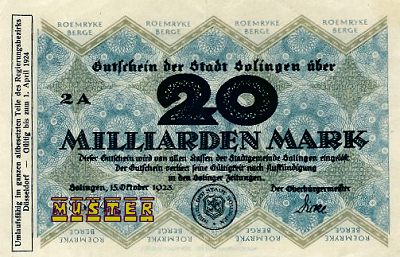 ROEMRYKE BERGE ROEMRYKE BERGE ROEMRYKE BERGE
Gutschein der Stadt Solingen über
2 A
20
MILLIARDEN MARK
Dieser Gutschein wird von allen Kassen der Stadtgemeinde Solingen eingelöst.
Der Gutschein verliert seine Gültigkeit nach Aufkündigung
in den Solinger Zeitungen.
Solingen, 15. Oktober 1923.
Der Oberbürgermeister
MUSTER
ROEMRYKE BERGE ROEMRYKE BERGE ROEMRYKE BERGE
Umlaufsfähig im ganzen altbesetzten Teile des Regierungsbezirks
Düsseldorf — Gültig bis zum 1. April 1924